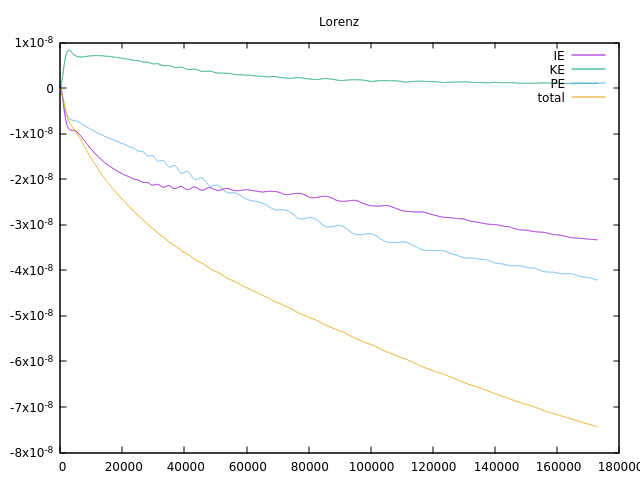 Lorenz
1x10⁻⁸
0
-1x10⁻⁸
-2x10⁻⁸
-3x10⁻⁸
-4x10⁻⁸
-5x10⁻⁸
-6x10⁻⁸
-7x10⁻⁸
-8x10⁻⁸
IE
KE
PE
total
0 20000 40000 60000 80000 100000 120000 140000 160000 180000